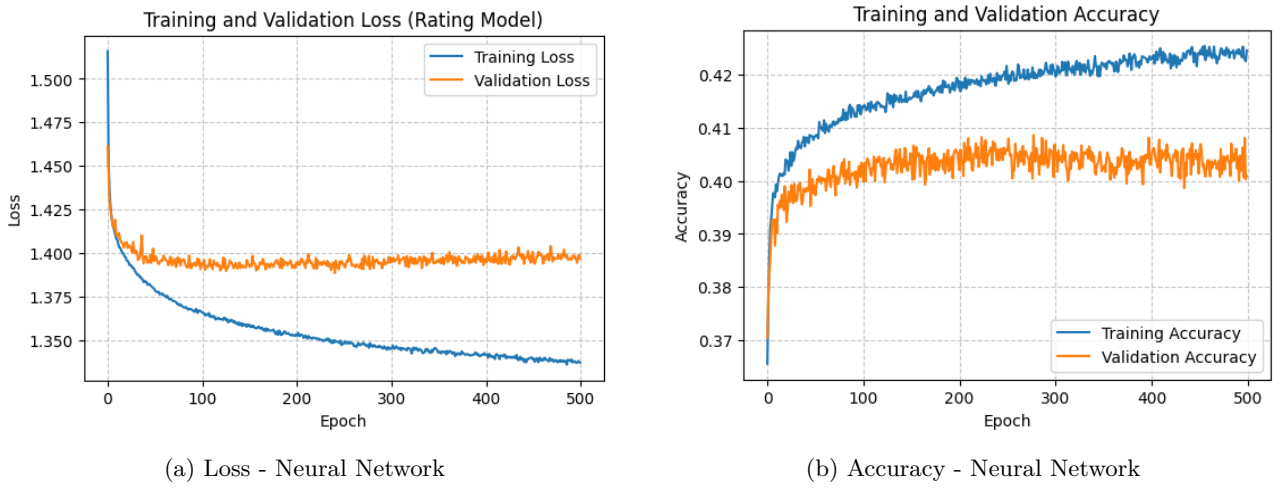 Training and Validation Loss (Rating Model)
Training Loss
Validation Loss
1.500
1.475
1.450
1.425
1.400
1.375
1.350
Loss
0 100 200 300 400 500
Epoch
(a) Loss - Neural Network
Training and Validation Accuracy
0.42
0.41
0.40
0.39
0.38
0.37
Accuracy
Training Accuracy
Validation Accuracy
0 100 200 300 400 500
Epoch
(b) Accuracy - Neural Network